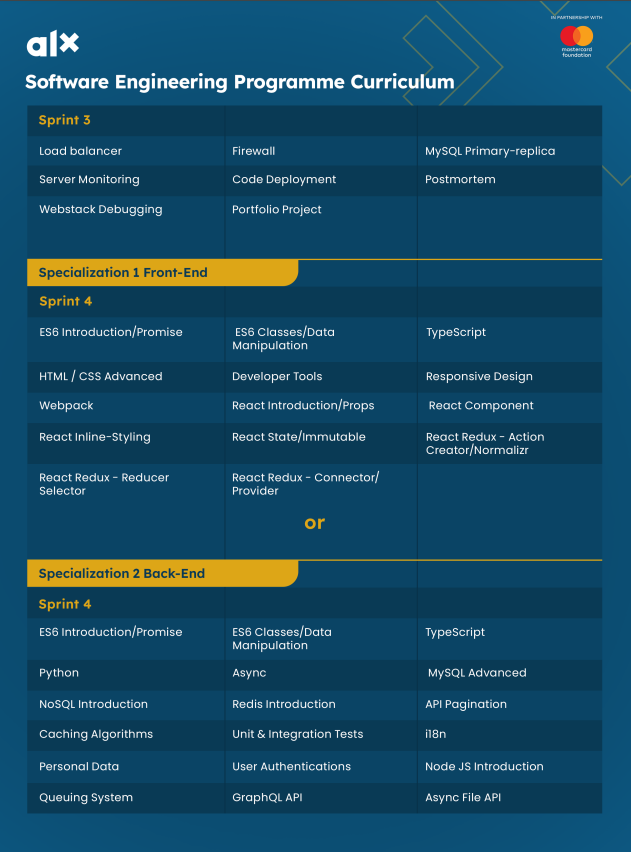 IN PARTNERSHIP WITH
alx
mastercard
foundation
Software Engineering Programme Curriculum
Sprint 3
Load balancer Firewall MySQL Primary-replica
Server Monitoring Code Deployment Postmortem
Webstack Debugging Portfolio Project
Specialization 1 Front-End
Sprint 4
ES6 Introduction/Promise ES6 Classes/Data TypeScript
Manipulation
HTML / CSS Advanced Developer Tools Responsive Design
Webpack React Introduction/Props React Component
React Inline-Styling React State/Immutable React Redux - Action
Creator/Normalizr
React Redux - Reducer React Redux - Connector/
Selector Provider
or
Specialization 2 Back-End
Sprint 4
ES6 Introduction/Promise ES6 Classes/Data TypeScript
Manipulation
Python Async MySQL Advanced
NoSQL Introduction Redis Introduction API Pagination
Caching Algorithms Unit & Integration Tests i18n
Personal Data User Authentications Node JS Introduction
Queuing System GraphQL API Async File API